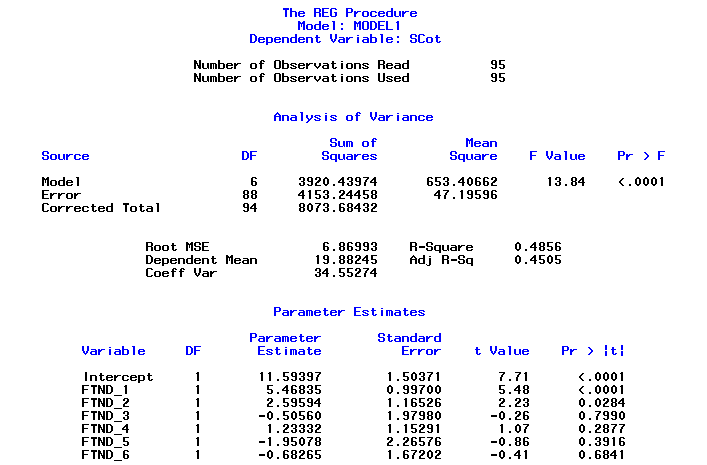 The REG Procedure
Model: MODEL1
Dependent Variable: SCot
Number of Observations Read 95
Number of Observations Used 95
Analysis of Variance
Sum of Mean
Source DF Squares Square F Value Pr > F
Model 6 3920.43974 653.40662 13.84 <.0001
Error 88 4153.24458 47.19596
Corrected Total 94 8073.68432
Root MSE 6.86993 R-Square 0.4856
Dependent Mean 19.88245 Adj R-Sq 0.4505
Coeff Var 34.55274
Parameter Estimates
Parameter Standard
Variable DF Estimate Error t Value Pr > |t|
Intercept 1 11.59397 1.50371 7.71 <.0001
FTND_1 1 5.46835 0.99700 5.48 <.0001
FTND_2 1 2.59594 1.16526 2.23 0.0284
FTND_3 1 -0.50560 1.97980 -0.26 0.7990
FTND_4 1 1.23332 1.15291 1.07 0.2877
FTND_5 1 -1.95078 2.26576 -0.86 0.3916
FTND_6 1 -0.68265 1.67202 -0.41 0.6841